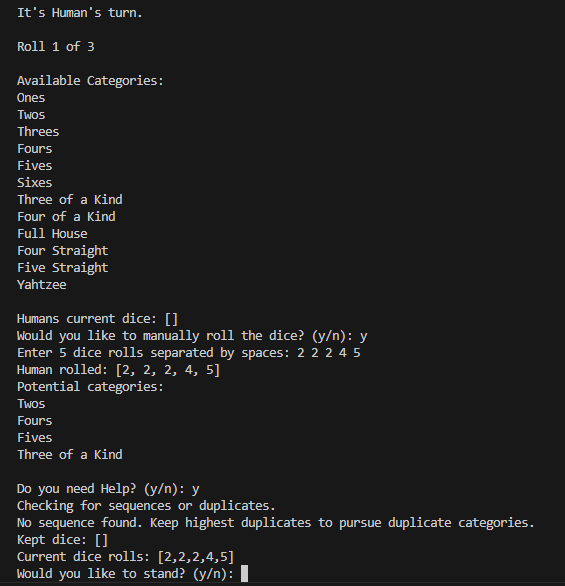 It's Human's turn.
Roll 1 of 3
Available Categories:
Ones
Twos
Threes
Fours
Fives
Sixes
Three of a Kind
Four of a Kind
Full House
Four Straight
Five Straight
Yahtzee
Humans current dice: []
Would you like to manually roll the dice? (y/n): y
Enter 5 dice rolls separated by spaces: 2 2 2 4 5
Human rolled: [2, 2, 2, 4, 5]
Potential categories:
Twos
Fours
Fives
Three of a Kind
Do you need Help? (y/n): y
Checking for sequences or duplicates.
No sequence found. Keep highest duplicates to pursue duplicate categories.
Kept dice: []
Current dice rolls: [2,2,2,4,5]
Would you like to stand? (y/n):